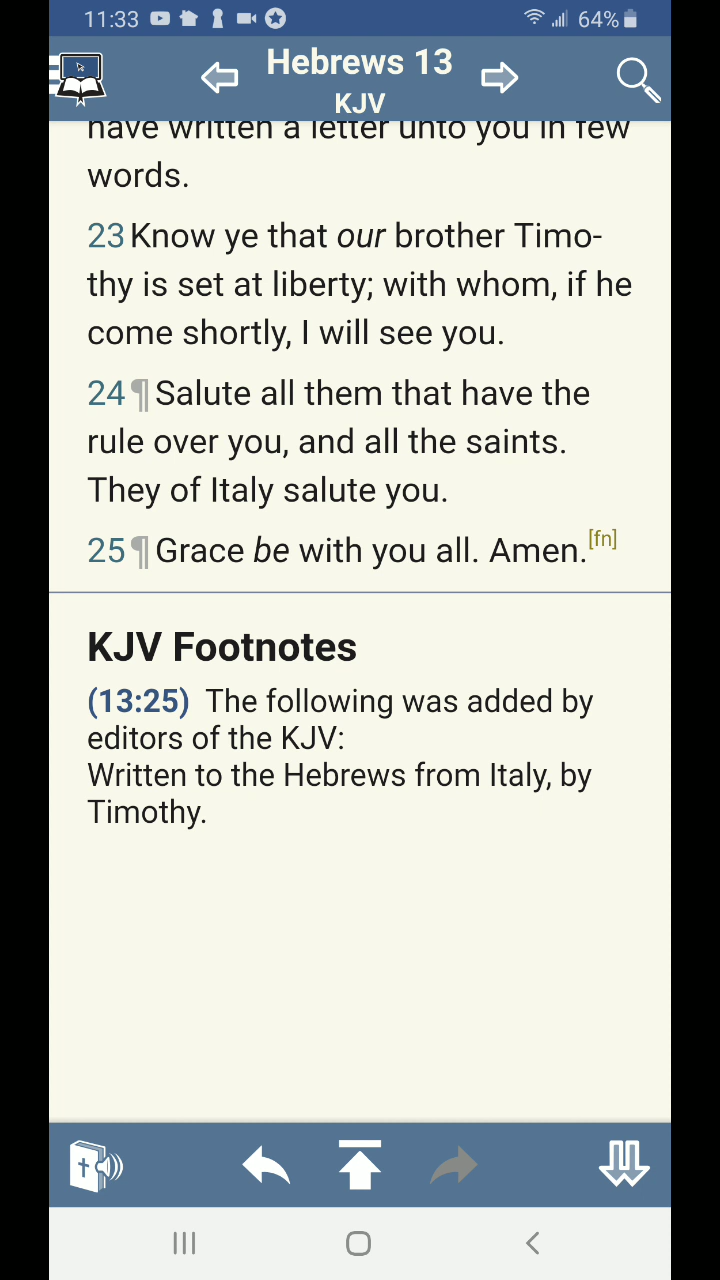 11:33
64%
Hebrews 13
KJV
have written a letter unto you in few
words.
23 Know ye that our brother Timo-
thy is set at liberty; with whom, if he
come shortly, I will see you.
24 ¶ Salute all them that have the
rule over you, and all the saints.
They of Italy salute you.
25 ¶ Grace be with you all. Amen.[fn]
KJV Footnotes
(13:25) The following was added by
editors of the KJV:
Written to the Hebrews from Italy, by
Timothy.